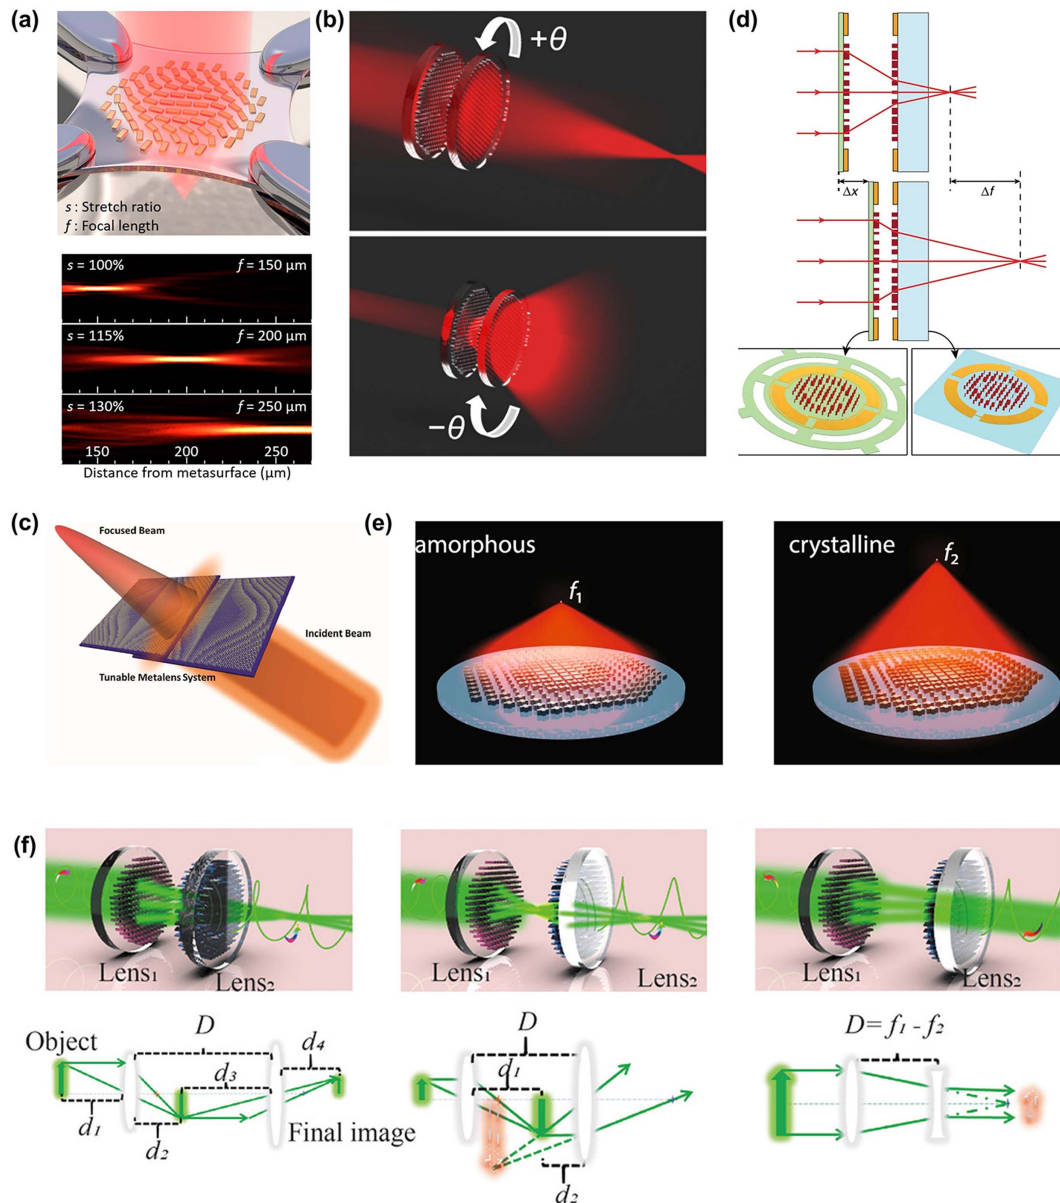 (a)
s : Stretch ratio
f : Focal length
s = 100% f = 150 µm
s = 115% f = 200 µm
s = 130% f = 250 µm
150 200 250
Distance from metasurface (µm)
(b)
+θ
−θ
(d)
Δx Δf
(c)
Focused Beam
Incident Beam
Tunable Metalens System
(e)
amorphous
f₁
crystalline
f₂
(f)
Lens₁ Lens₂
Lens₁ Lens₂
Lens₁ Lens₂
Object
D
d₄
d₃
d₁
d₂
Final image
D
d₁
d₂
D = f₁ - f₂